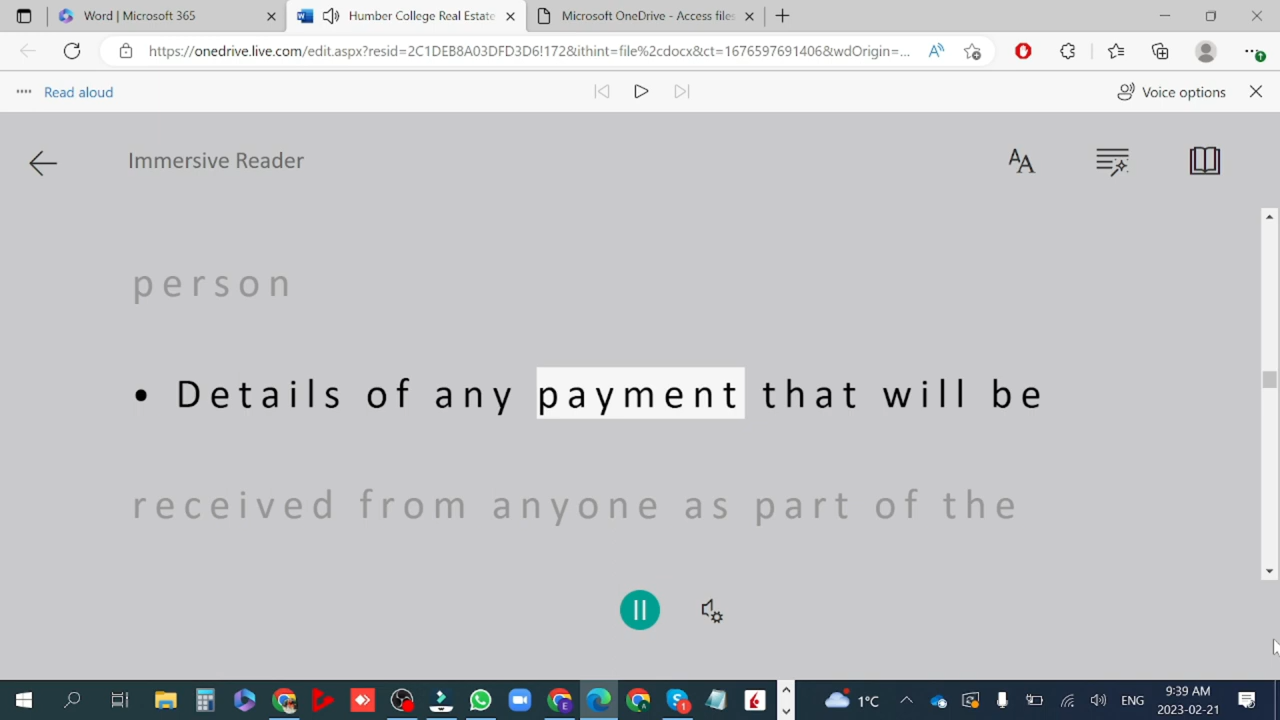 Word | Microsoft 365
Humber College Real Estate
Microsoft OneDrive - Access files
https://onedrive.live.com/edit.aspx?resid=2C1DEB8A03DFD3D6!172&ithint=file%2cdocx&ct=1676597691406&wdOrigin=...
Read aloud
Voice options
Immersive Reader
person
• Details of any payment that will be
received from anyone as part of the
1°C
ENG
9:39 AM
2023-02-21